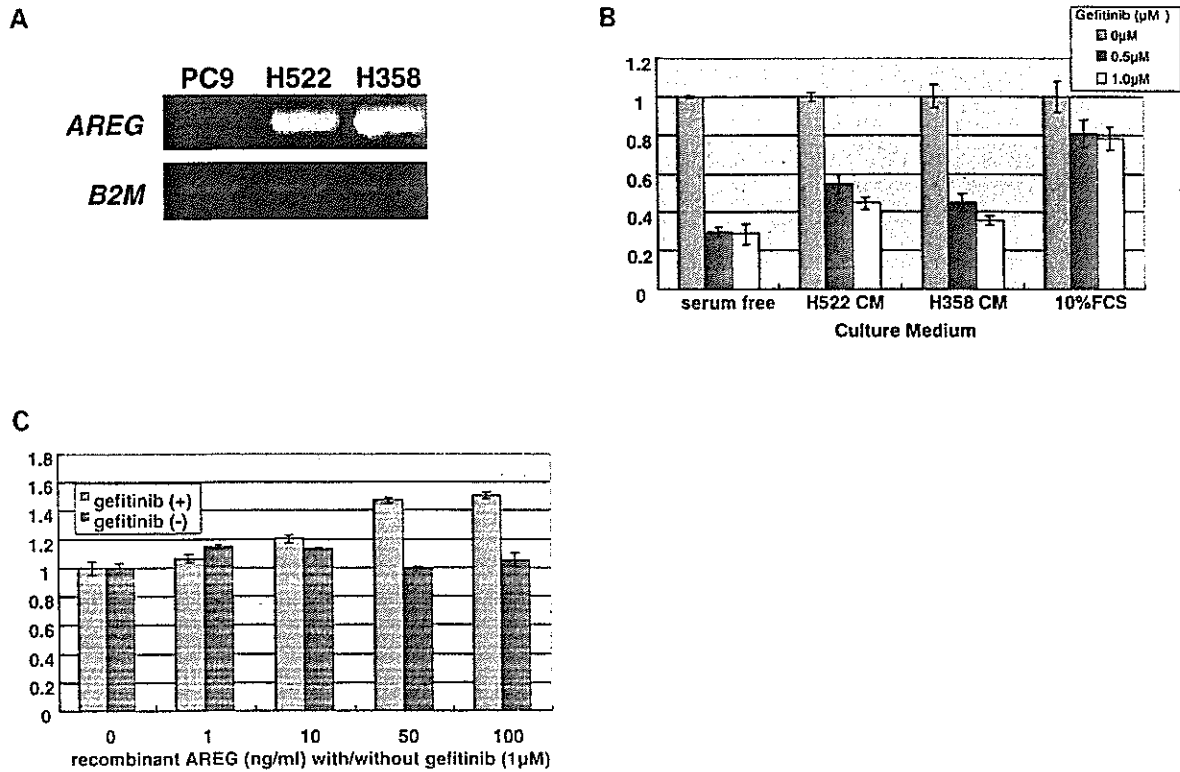 A
PC9 H522 H358
AREG
B2M
B
Gefitinib (μM )
0μM
0.5μM
1.0μM
1.2
1
0.8
0.6
0.4
0.2
0
serum free H522 CM H358 CM 10%FCS
Culture Medium
C
1.8
1.6
1.4
1.2
1
0.8
0.6
0.4
0.2
0
gefitinib (+)
gefitinib (-)
0 1 10 50 100
recombinant AREG (ng/ml) with/without gefitinib (1μM)